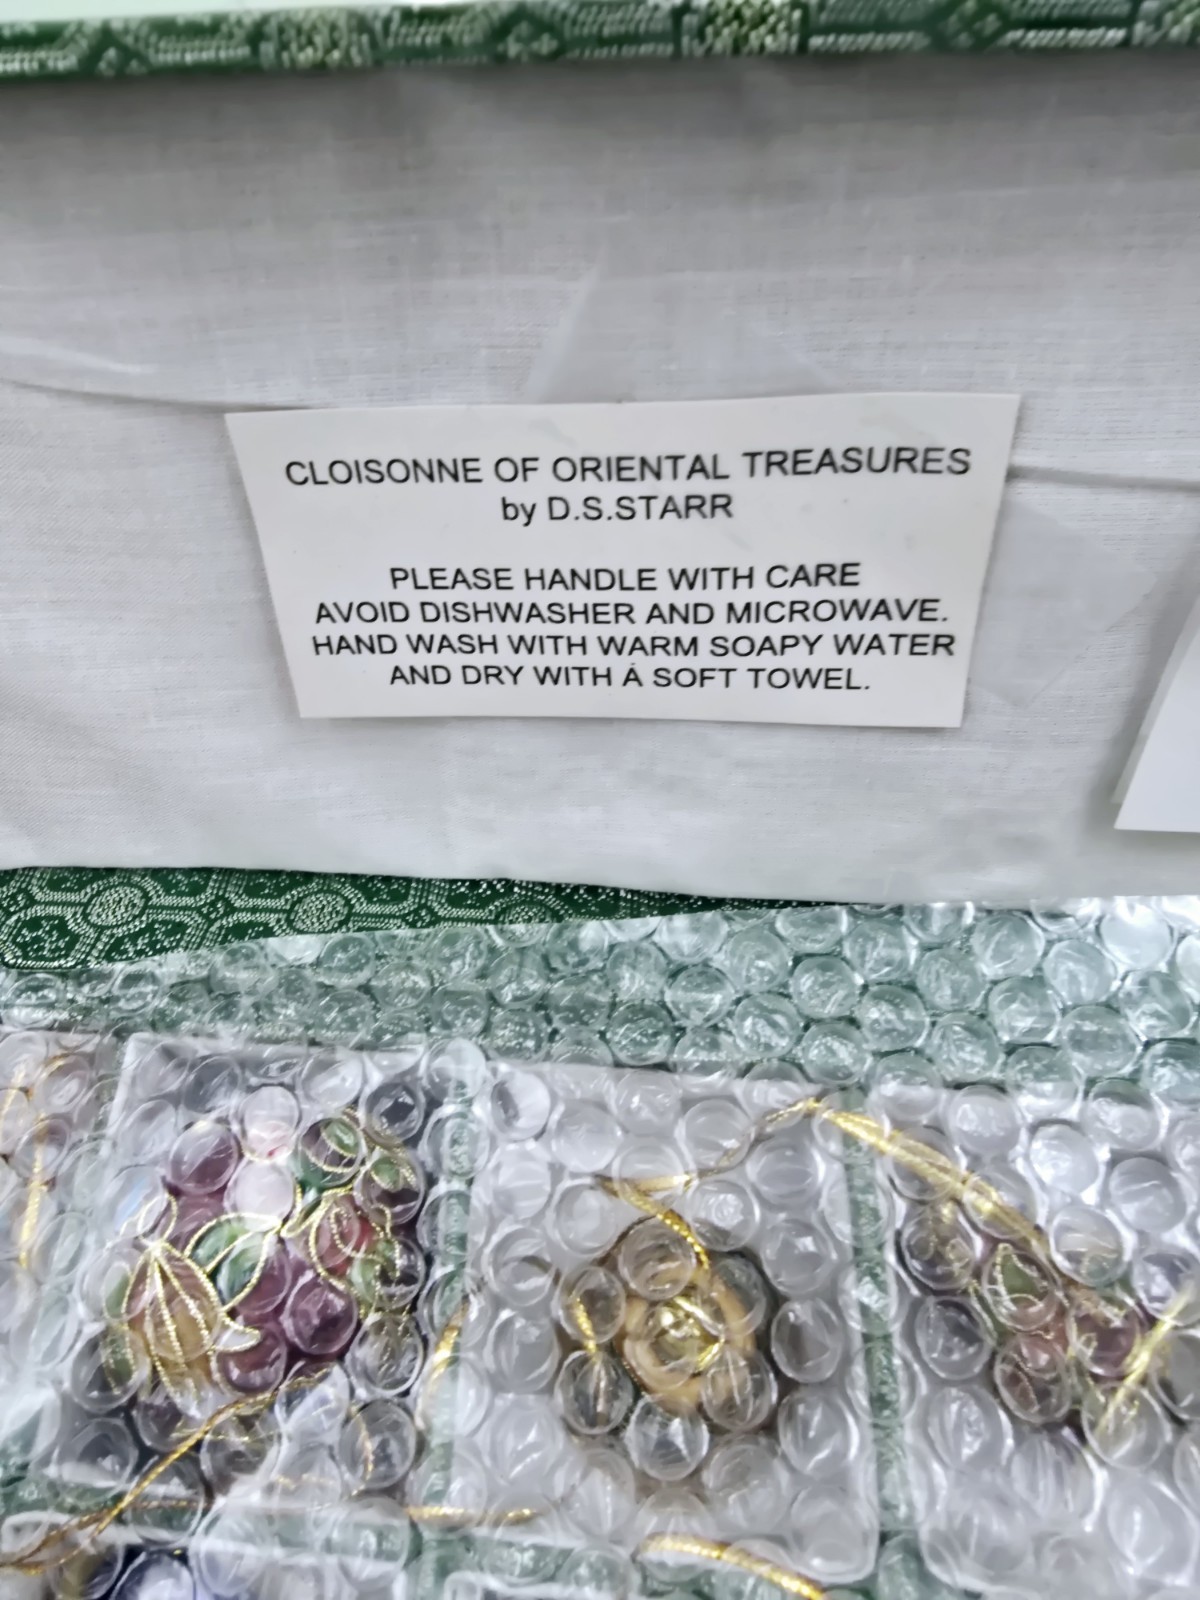 CLOISONNE OF ORIENTAL TREASURES
by D.S.STARR
PLEASE HANDLE WITH CARE
AVOID DISHWASHER AND MICROWAVE.
HAND WASH WITH WARM SOAPY WATER
AND DRY WITH A SOFT TOWEL.